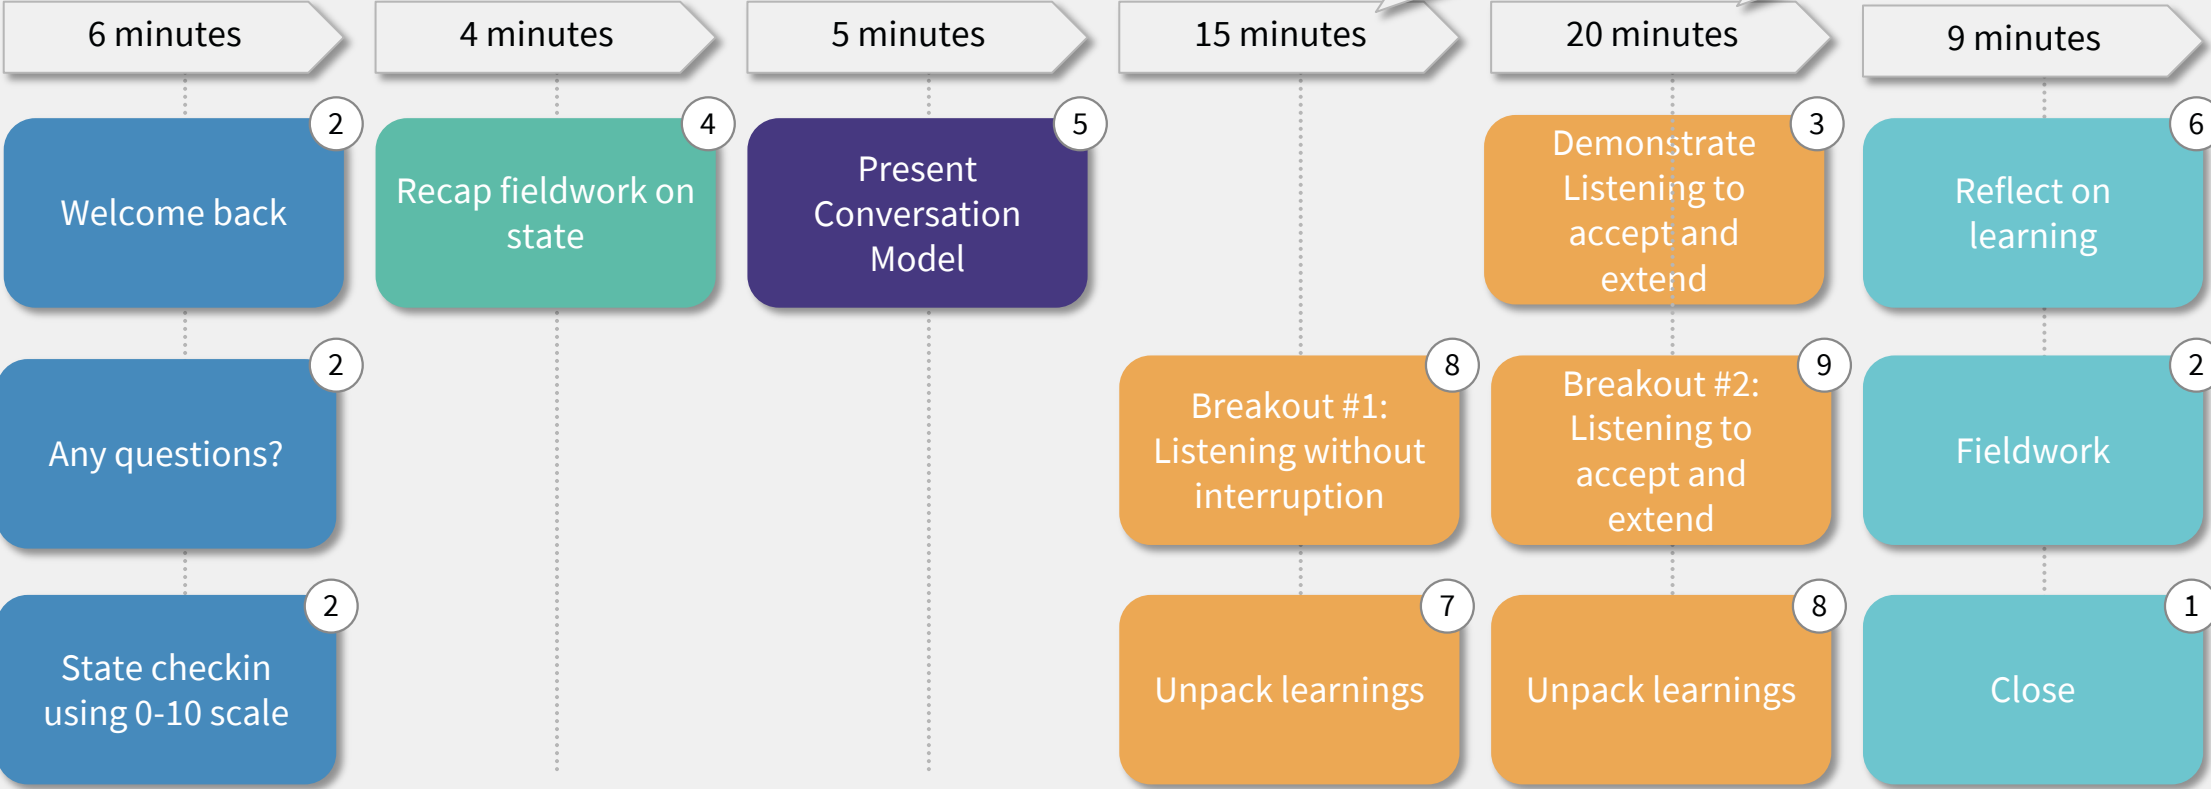 6 minutes
4 minutes
5 minutes
15 minutes
20 minutes
9 minutes
2
Welcome back
4
Recap fieldwork on
state
5
Present
Conversation
Model
3
Demonstrate
Listening to
accept and
extend
6
Reflect on
learning
2
Any questions?
8
Breakout #1:
Listening without
interruption
9
Breakout #2:
Listening to
accept and
extend
2
Fieldwork
2
State checkin
using 0-10 scale
7
Unpack learnings
8
Unpack learnings
1
Close